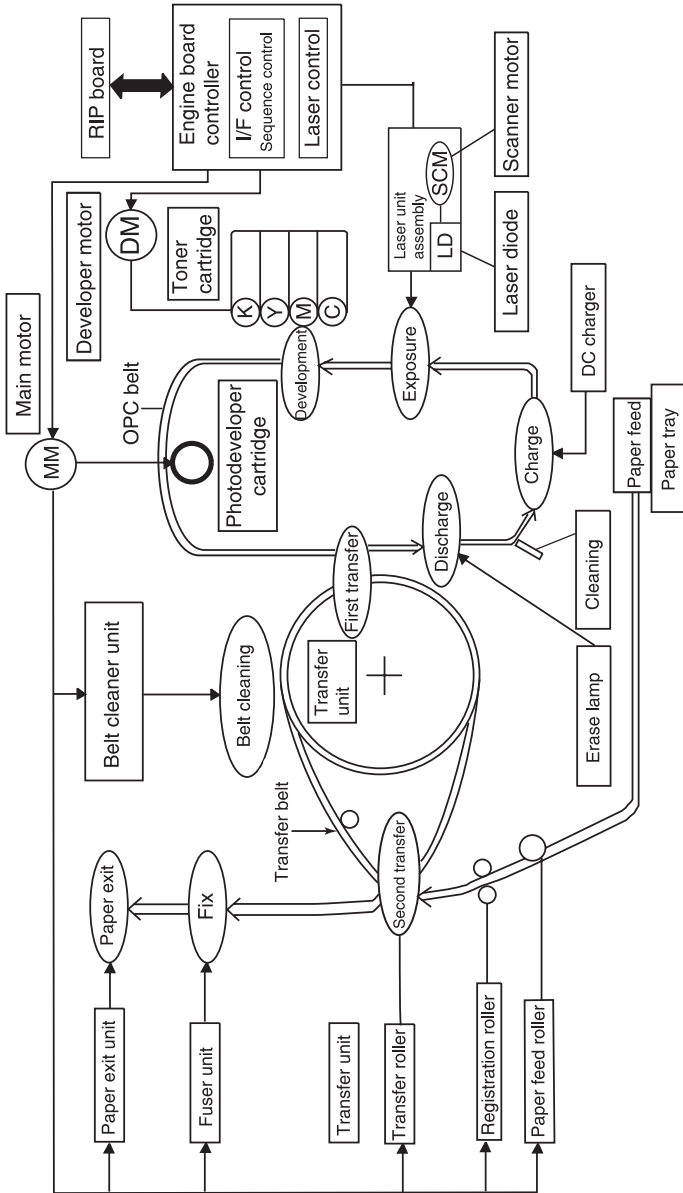 RIP board
Engine board
controller
I/F control
Sequence control
Laser control
Main motor
Developer motor
MM
DM
Toner
cartridge
K
Y
M
C
OPC belt
Photodeveloper
cartridge
Development
Exposure
Laser unit
assembly
LD
SCM
Scanner motor
Laser diode
Charge
DC charger
Discharge
Cleaning
Erase lamp
First transfer
Belt cleaner unit
Belt cleaning
Transfer
unit
Transfer belt
Second transfer
Paper feed
Paper tray
Paper exit
Fix
Paper exit unit
Fuser unit
Transfer unit
Transfer roller
Registration roller
Paper feed roller